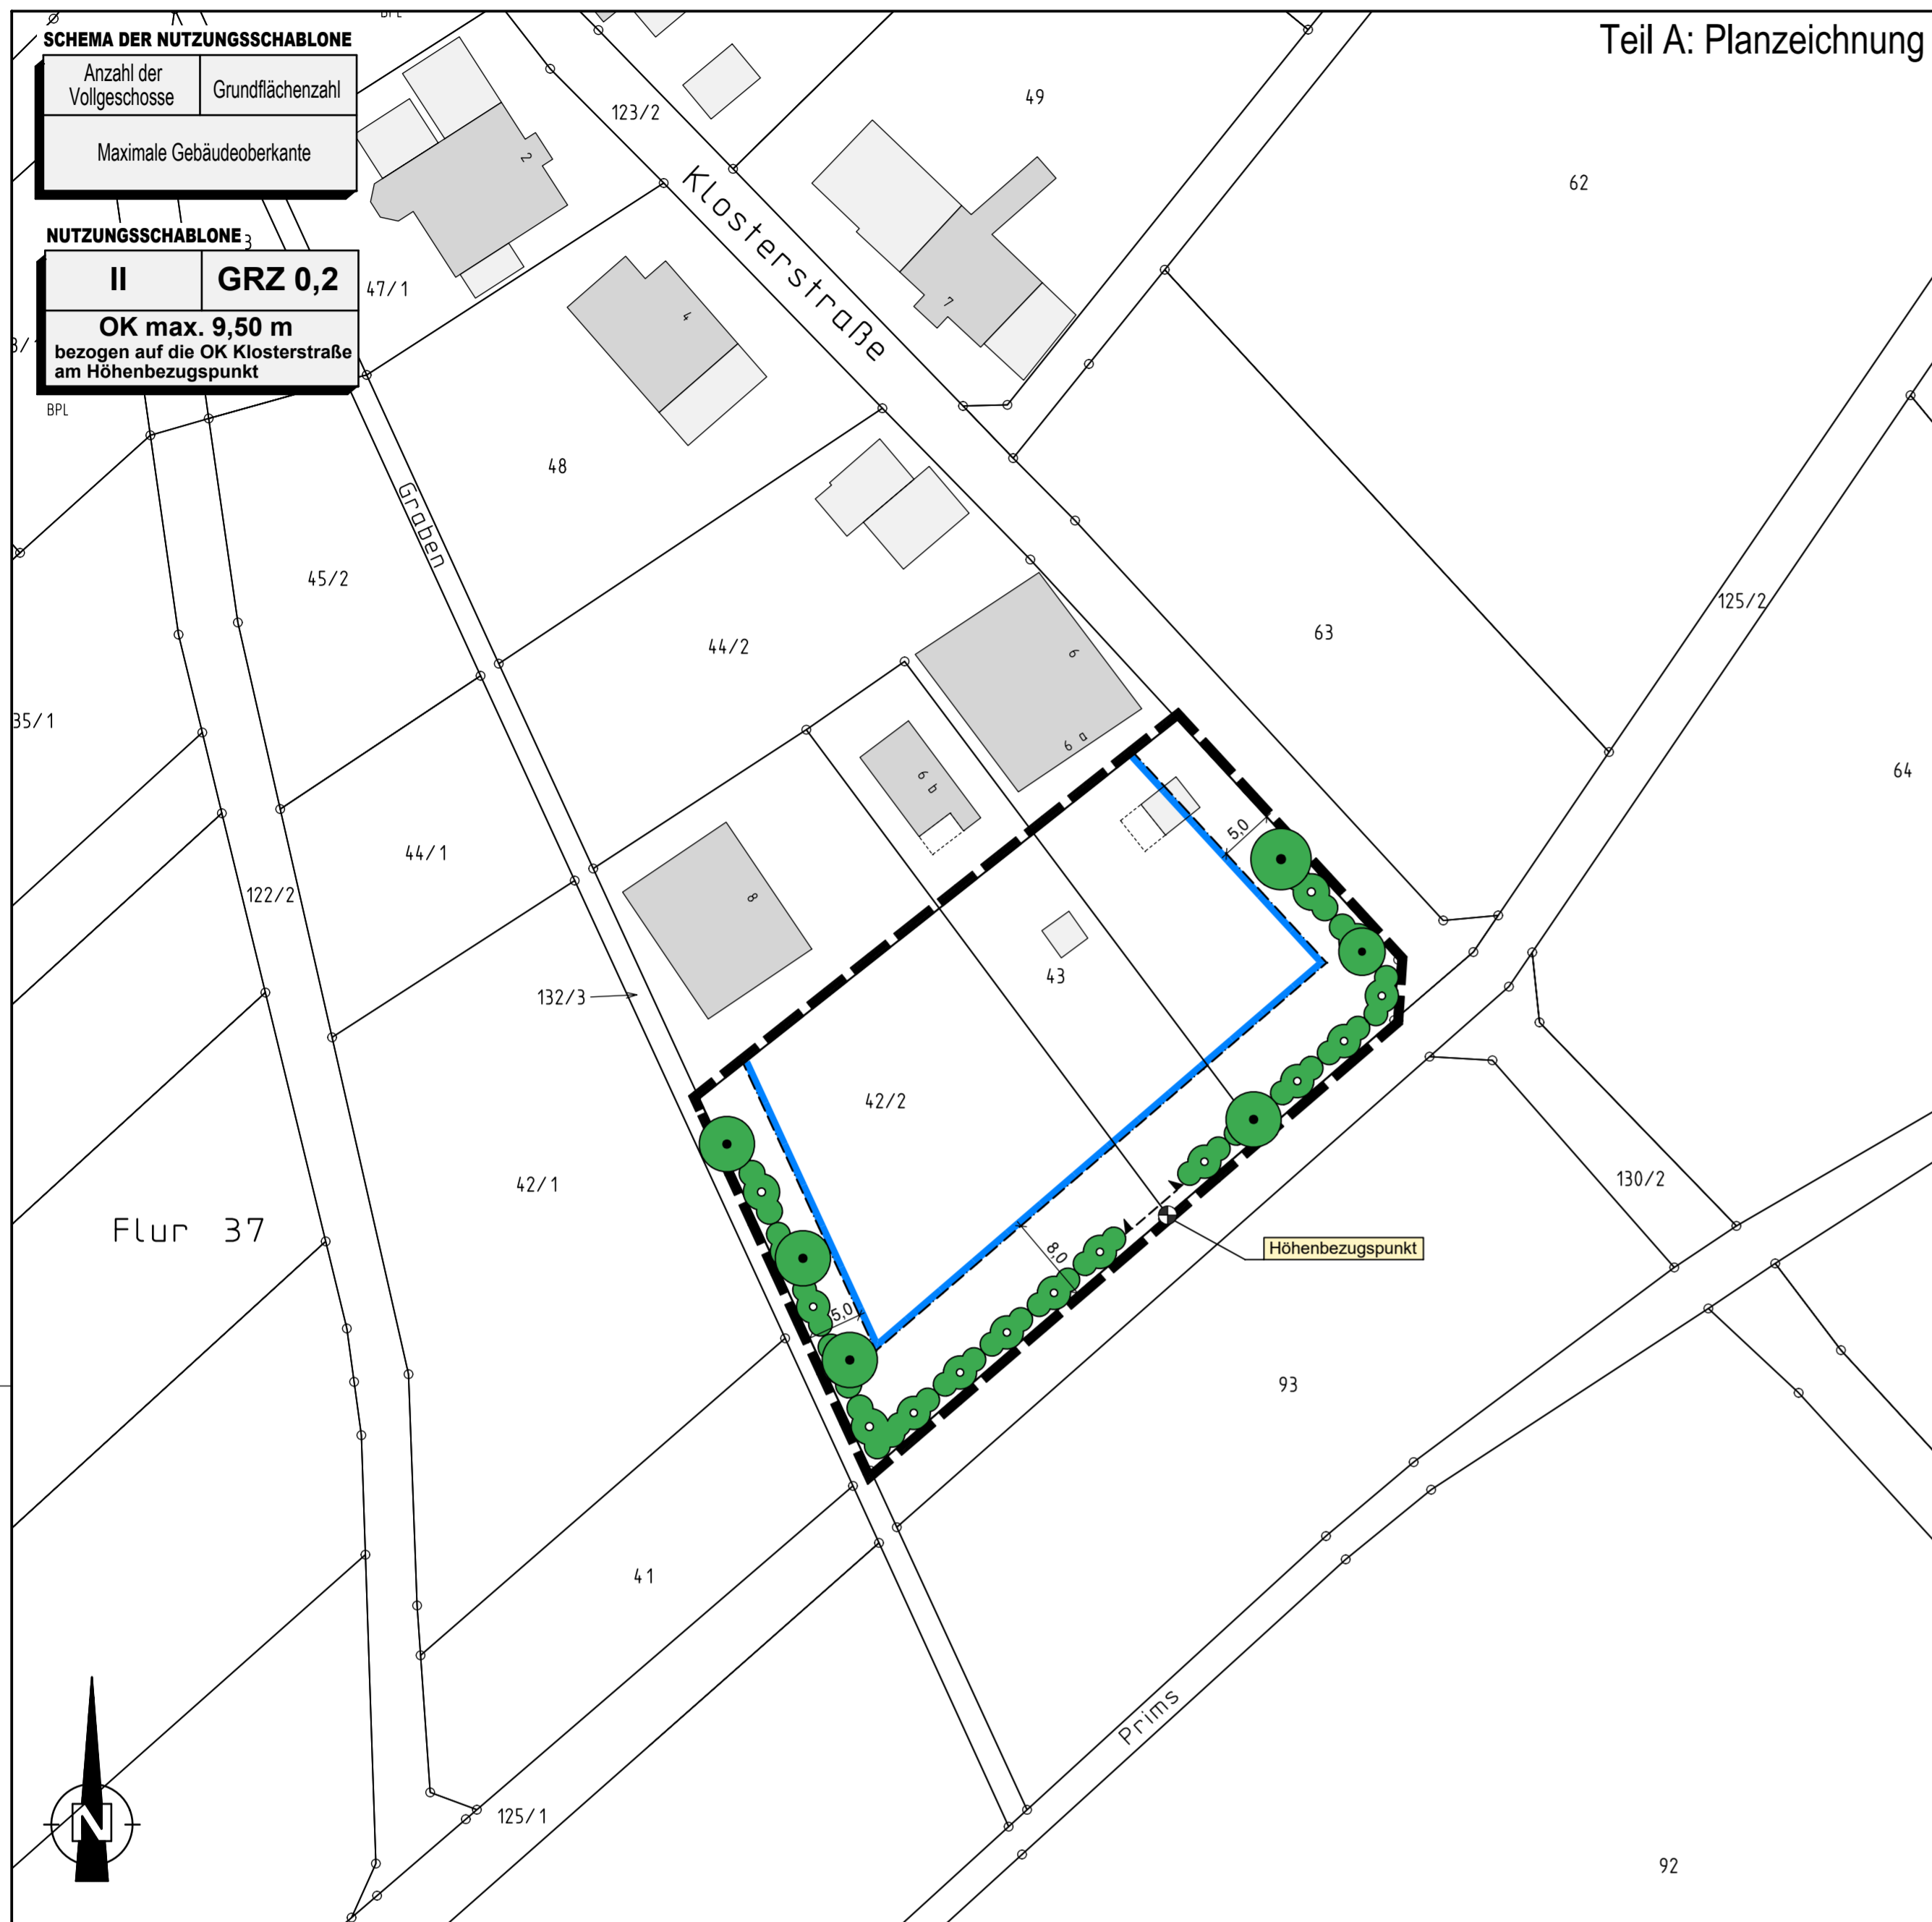 Teil A: Planzeichnung
SCHEMA DER NUTZUNGSSCHABLONE
Anzahl der
Vollgeschosse
Grundflächenzahl
Maximale Gebäudeoberkante
NUTZUNGSSCHABLONE
3
II
GRZ 0,2
OK max. 9,50 m
bezogen auf die OK Klosterstraße
am Höhenbezugspunkt
BPL
123/2
49
62
2
Klosterstraße
47/1
4
7
48
Graben
45/2
44/2
63
125/2
6
35/1
6 a
64
6 b
5,0
44/1
122/2
8
43
132/3
42/2
42/1
130/2
Flur 37
Höhenbezugspunkt
8,0
5,0
93
41
Prims
N
125/1
92